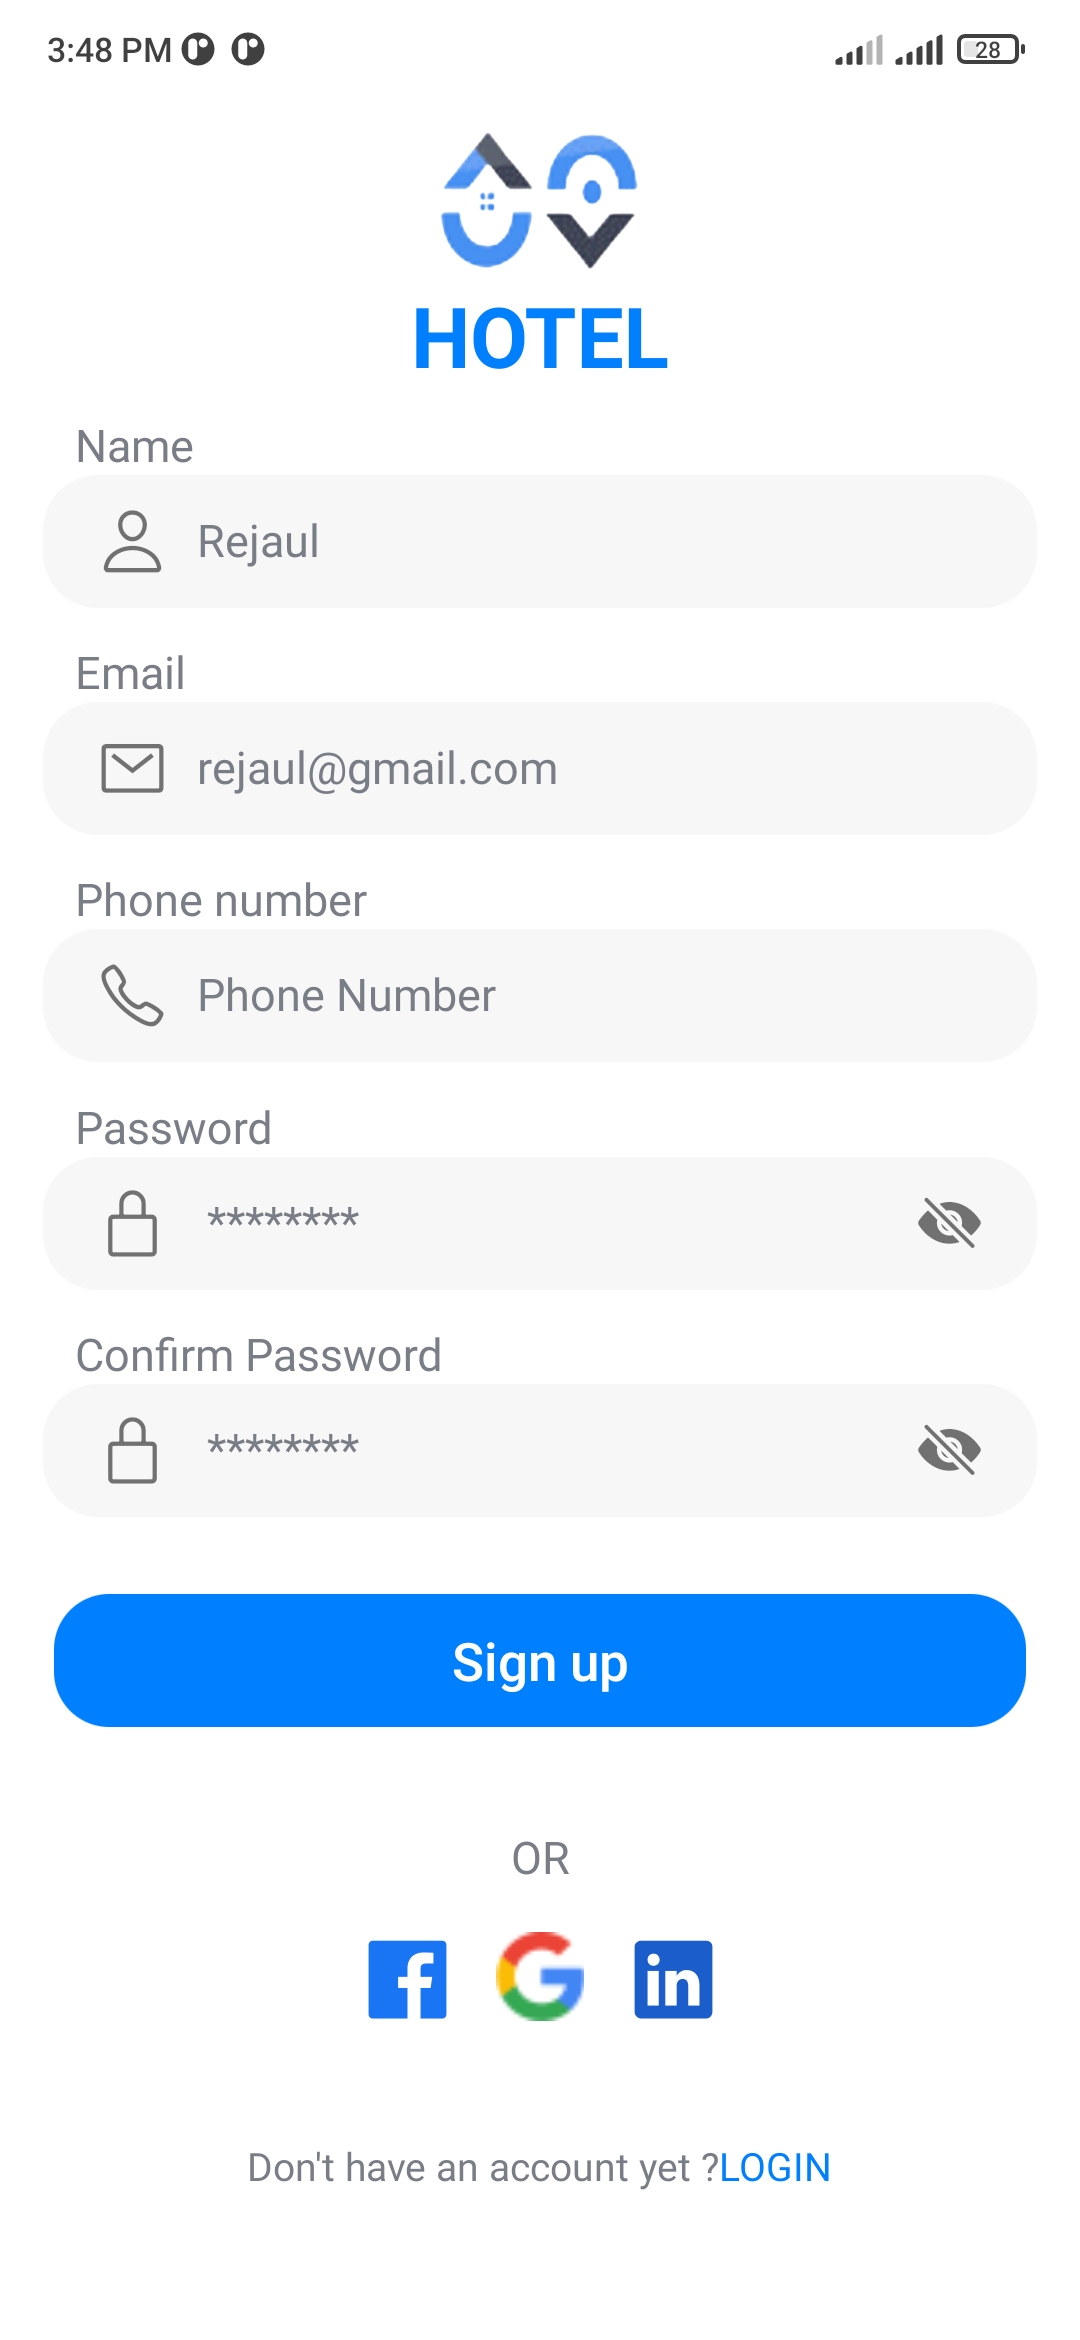 3:48 PM 28
HOTEL
Name
Rejaul
Email
rejaul@gmail.com
Phone number
Phone Number
Password
********
Confirm Password
********
Sign up
OR
Don't have an account yet ?LOGIN